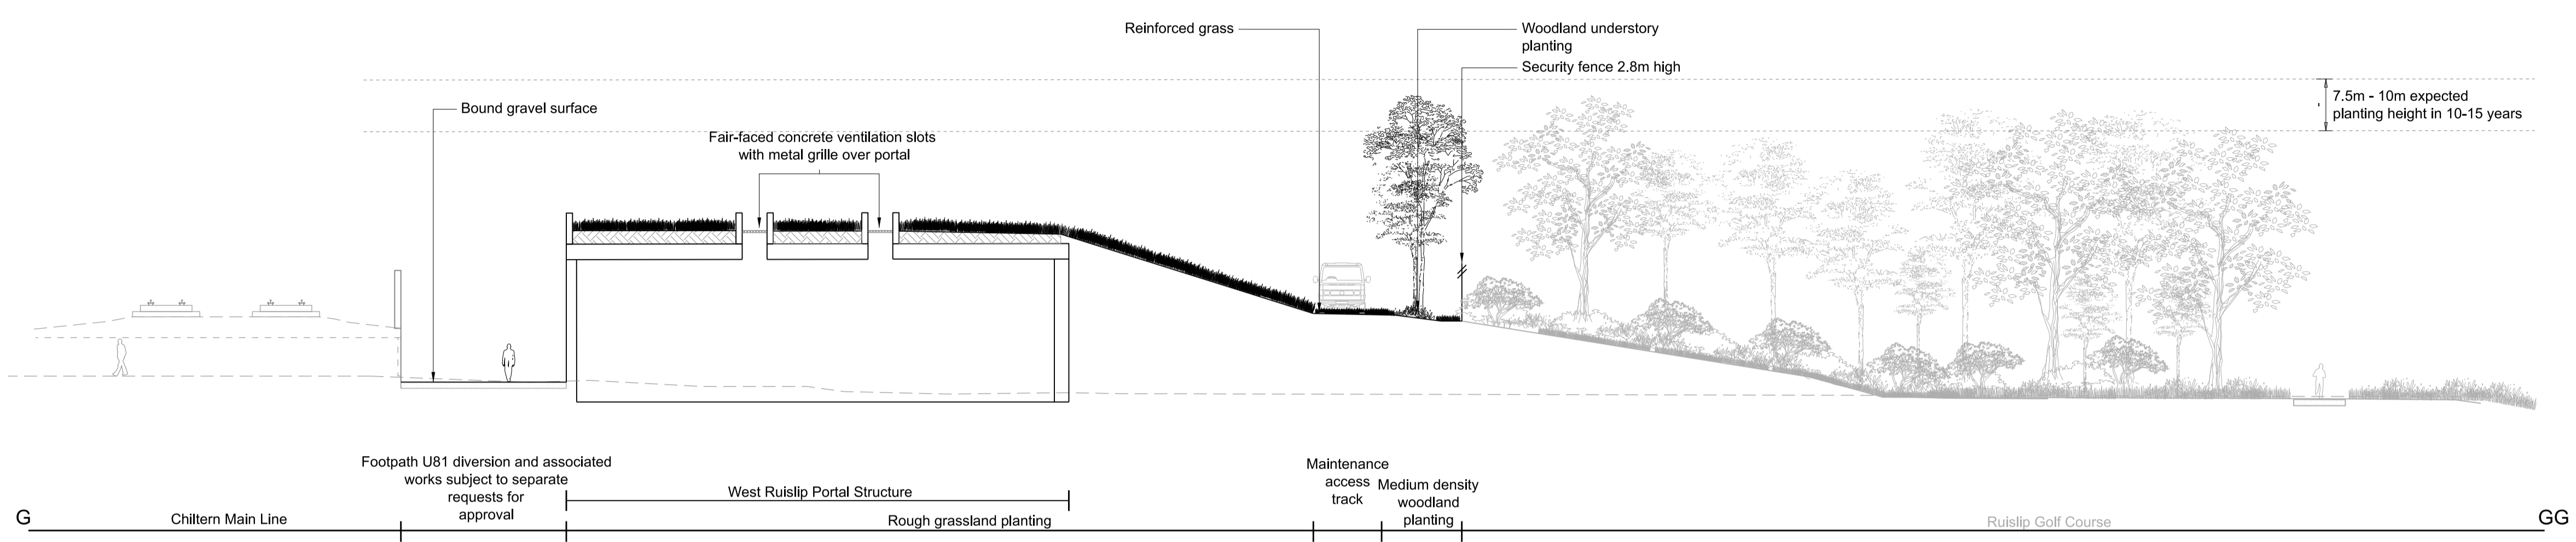 Reinforced grass
Woodland understory
planting
Security fence 2.8m high
7.5m - 10m expected
planting height in 10-15 years
Bound gravel surface
Fair-faced concrete ventilation slots
with metal grille over portal
Footpath U81 diversion and associated
works subject to separate
requests for
approval
West Ruislip Portal Structure
Maintenance
access
track
Medium density
woodland
planting
G
Chiltern Main Line
Rough grassland planting
Ruislip Golf Course
GG